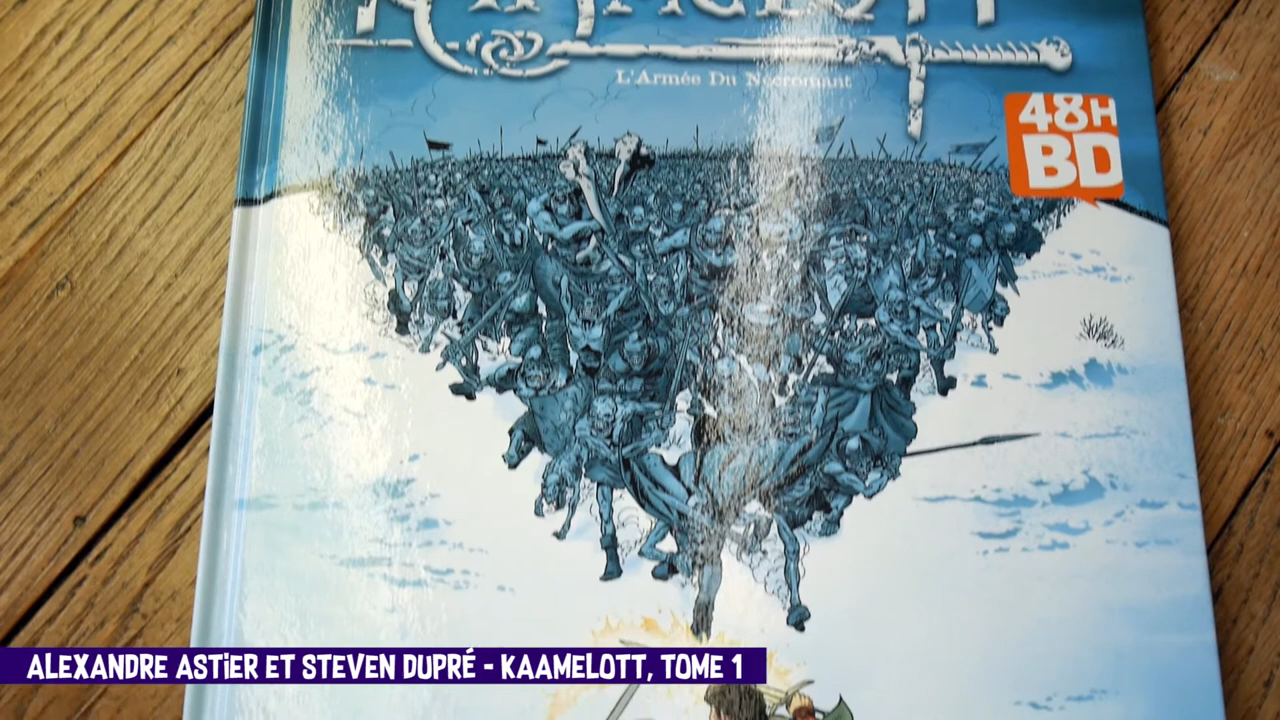 L'Armée Du Nécromant
48H
BD
ALEXANDRE ASTIER ET STEVEN DUPRÉ - KAAMELOTT, TOME 1